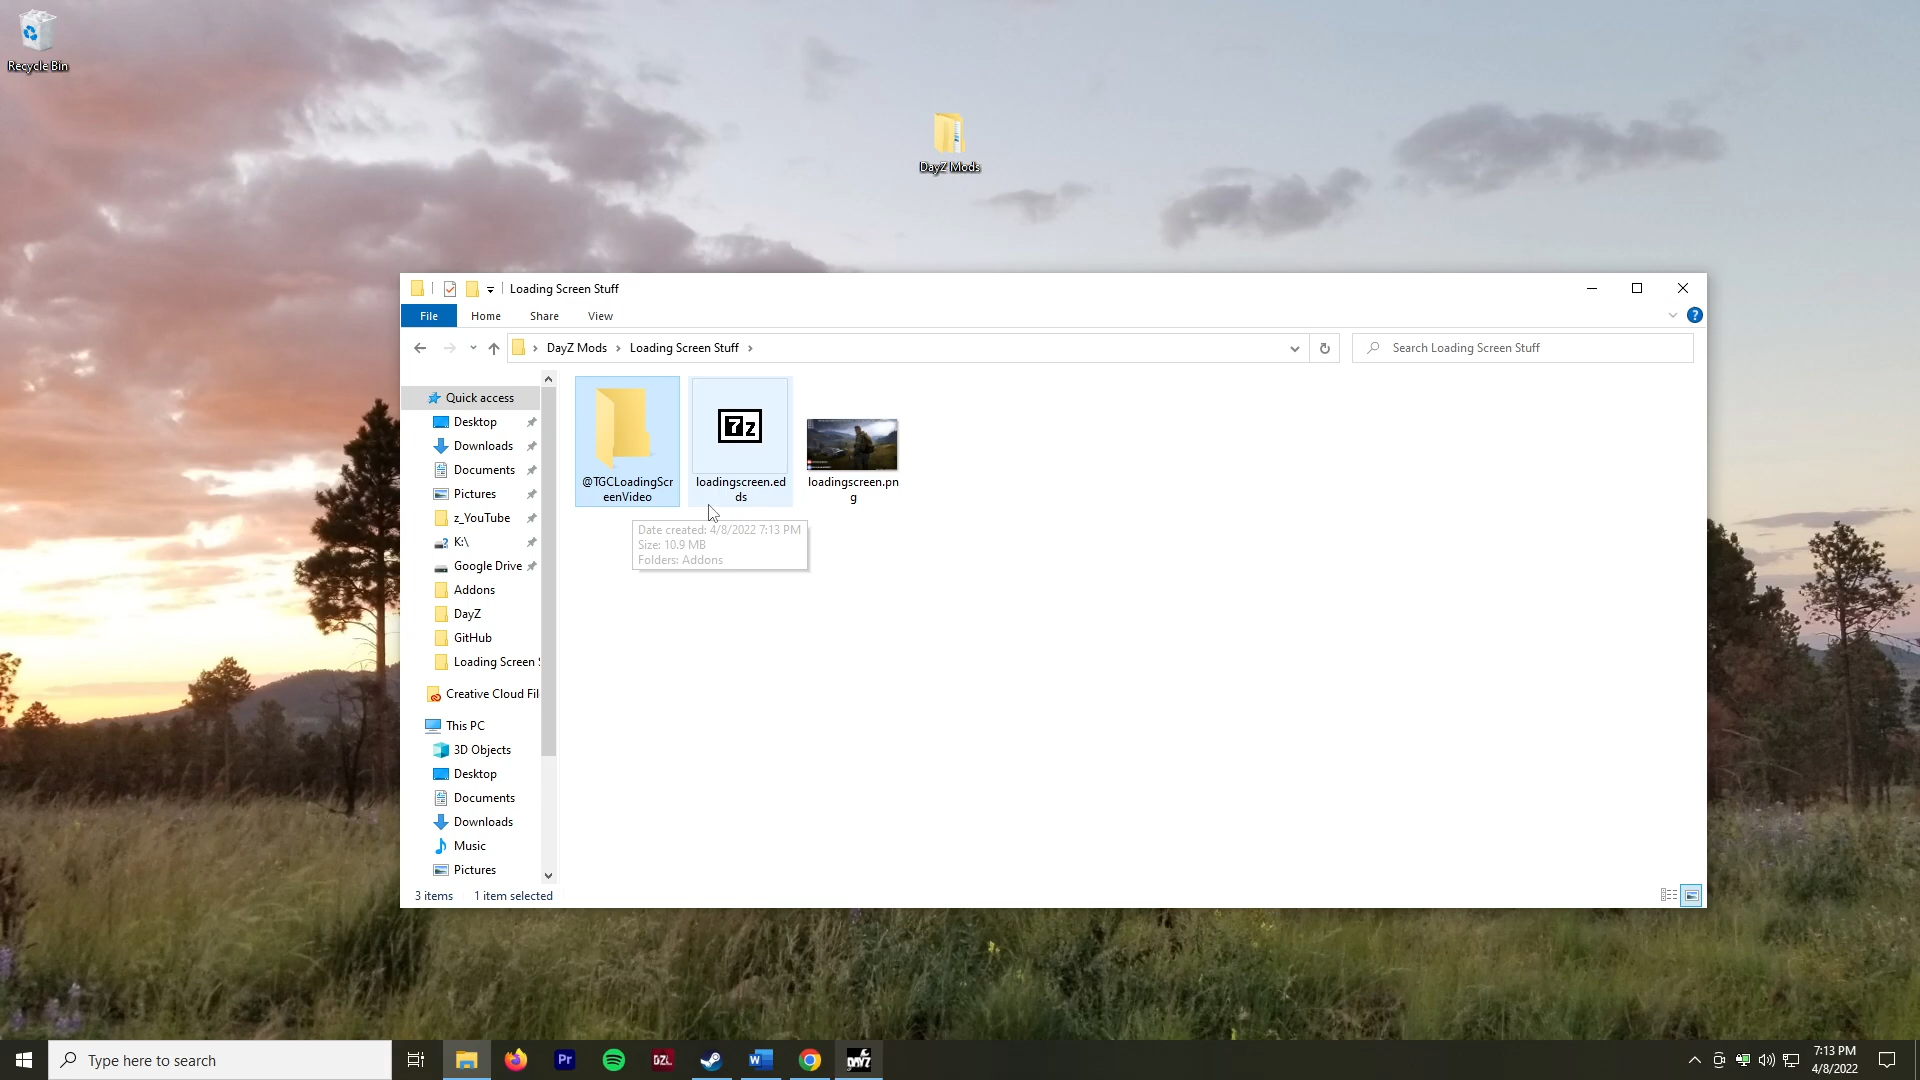 Recycle Bin
DayZ Mods
Loading Screen Stuff
File
Home
Share
View
?
DayZ Mods
Loading Screen Stuff
Search Loading Screen Stuff
Quick access
Desktop
Downloads
Documents
Pictures
z_YouTube
K:\
Google Drive
Addons
DayZ
GitHub
Loading Screen S
Creative Cloud Fil
This PC
3D Objects
Desktop
Documents
Downloads
Music
Pictures
7z
@TGCLoadingScr
eenVideo
loadingscreen.ed
ds
loadingscreen.pn
g
Date created: 4/8/2022 7:13 PM
Size: 10.9 MB
Folders: Addons
3 items
1 item selected
Type here to search
Pr
DZL
W
DAYZ
7:13 PM
4/8/2022